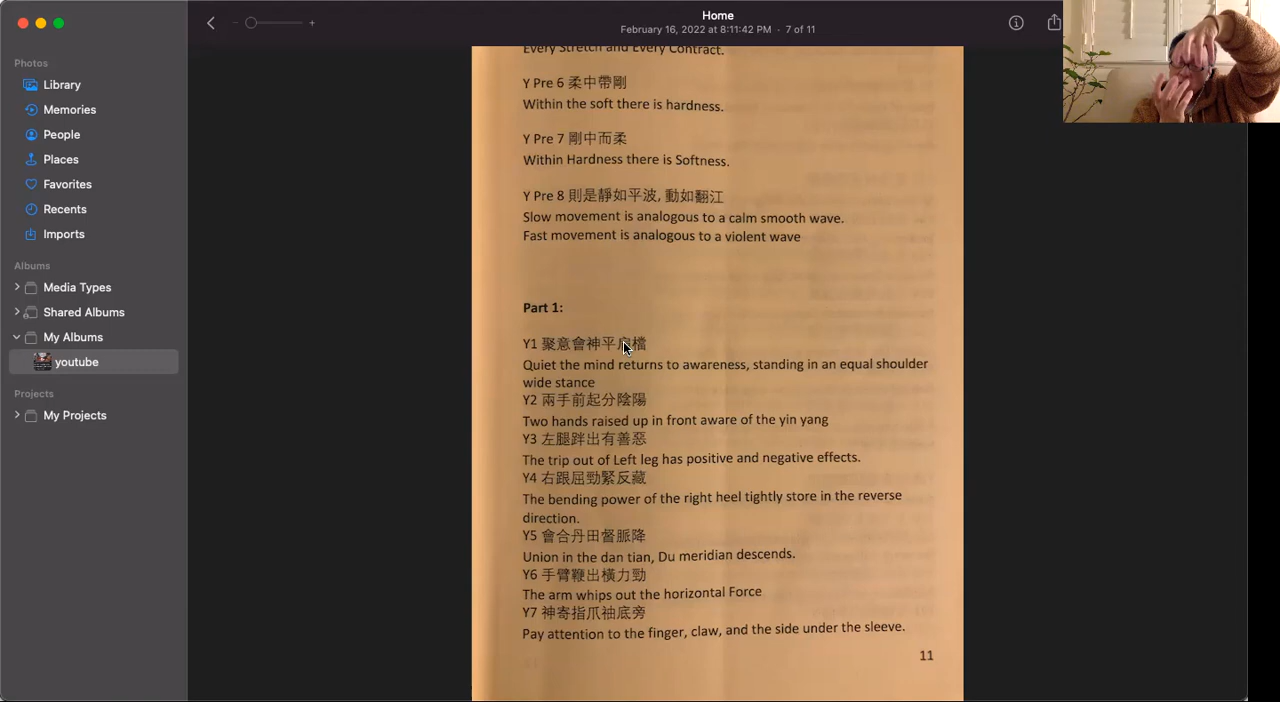 Home
February 16, 2022 at 8:11:42 PM - 7 of 11
Photos
Library
Memories
People
Places
Favorites
Recents
Imports
Albums
Media Types
Shared Albums
My Albums
youtube
Projects
My Projects
Every Stretch and Every Contract.
Y Pre 6 柔中帶剛
Within the soft there is hardness.
Y Pre 7 剛中而柔
Within Hardness there is Softness.
Y Pre 8 則是靜如平波, 動如翻江
Slow movement is analogous to a calm smooth wave.
Fast movement is analogous to a violent wave
Part 1:
Y1 聚意會神平肩檔
Quiet the mind returns to awareness, standing in an equal shoulder
wide stance
Y2 兩手前起分陰陽
Two hands raised up in front aware of the yin yang
Y3 左腿跘出有善惡
The trip out of Left leg has positive and negative effects.
Y4 右跟屈勁緊反藏
The bending power of the right heel tightly store in the reverse
direction.
Y5 會合丹田督脈降
Union in the dan tian, Du meridian descends.
Y6 手臂鞭出橫力勁
The arm whips out the horizontal Force
Y7 神寄指爪袖底旁
Pay attention to the finger, claw, and the side under the sleeve.
11